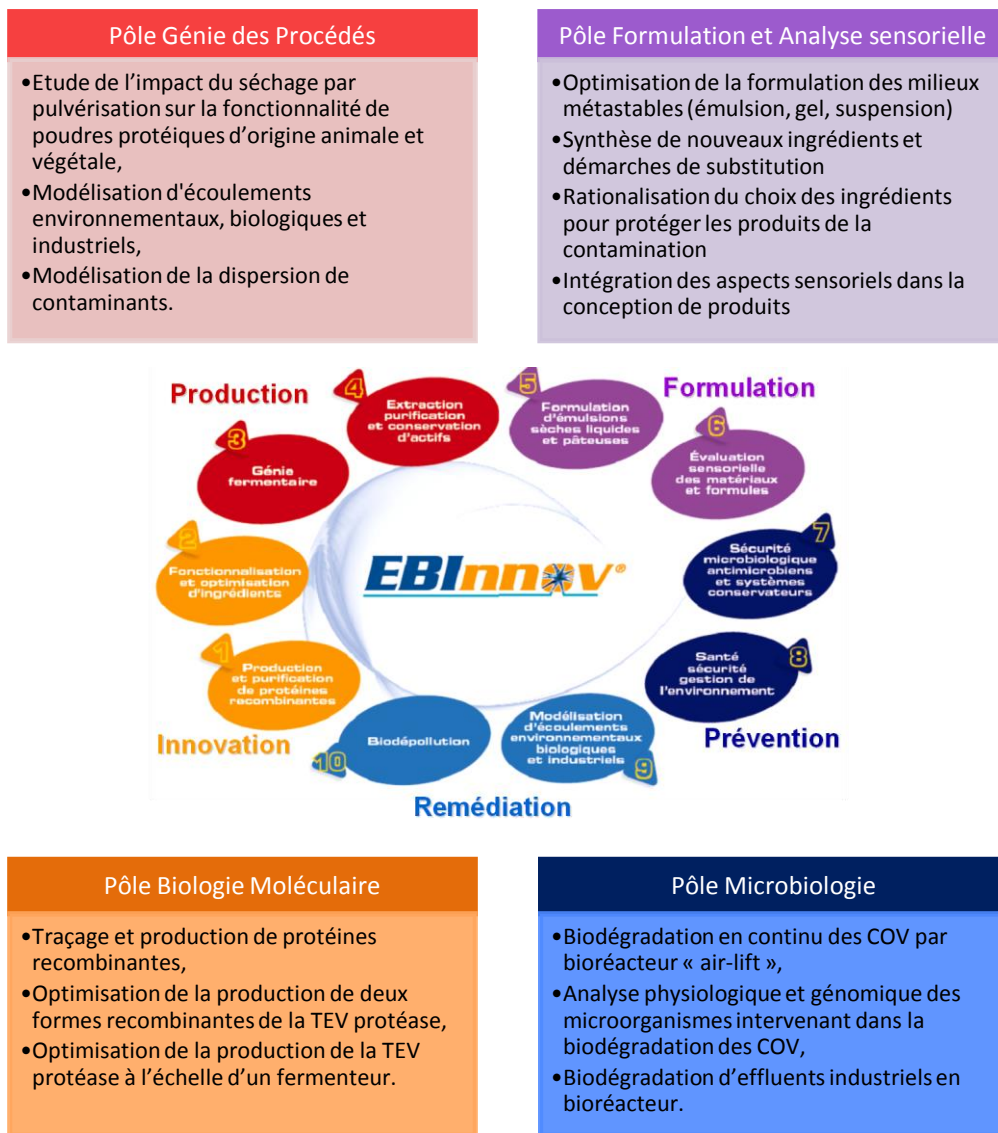 Pôle Génie des Procédés
•Etude de l'impact du séchage par
pulvérisation sur la fonctionnalité de
poudres protéiques d'origine animale et
végétale,
•Modélisation d'écoulements
environnementaux, biologiques et
industriels,
•Modélisation de la dispersion de
contaminants.
Pôle Formulation et Analyse sensorielle
•Optimisation de la formulation des milieux
métastables (émulsion, gel, suspension)
•Synthèse de nouveaux ingrédients et
démarches de substitution
•Rationalisation du choix des ingrédients
pour protéger les produits de la
contamination
•Intégration des aspects sensoriels dans la
conception de produits
Production
4
Extraction
purification
et conservation
d'actifs
5
Formulation
d'émulsions
sèches liquides
et pâteuses
Formulation
3
Génie
fermentaire
6
Évaluation
sensorielle
des matériaux
et formules
2
Fonctionnalisation
et optimisation
d'ingrédients
EBInnov®
7
Sécurité
microbiologique
antimicrobiens
et systèmes
conservateurs
1
Production
et purification
de protéines
recombinantes
8
Santé
sécurité
gestion de
l'environnement
Innovation
10
Biodépollution
Modélisation
d'écoulements
environnementaux
biologiques
et industriels
9
Prévention
Remédiation
Pôle Biologie Moléculaire
•Traçage et production de protéines
recombinantes,
•Optimisation de la production de deux
formes recombinantes de la TEV protéase,
•Optimisation de la production de la TEV
protéase à l'échelle d'un fermenteur.
Pôle Microbiologie
•Biodégradation en continu des COV par
bioréacteur « air-lift »,
•Analyse physiologique et génomique des
microorganismes intervenant dans la
biodégradation des COV,
•Biodégradation d'effluents industriels en
bioréacteur.